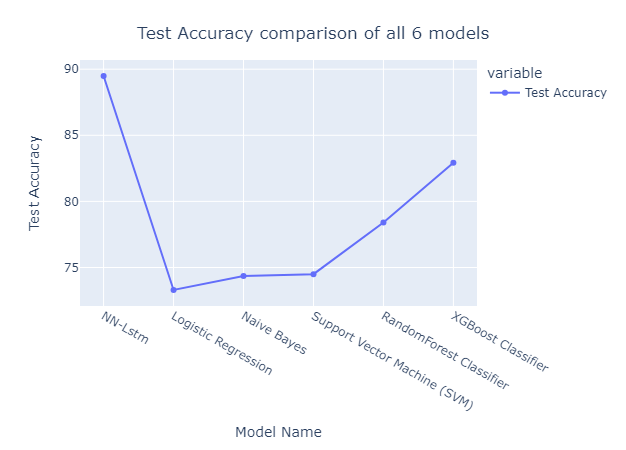 Test Accuracy comparison of all 6 models
variable
Test Accuracy
Test Accuracy
90
85
80
75
NN-Lstm
Logistic Regression
Naive Bayes
Support Vector Machine (SVM)
RandomForest Classifier
XGBoost Classifier
Model Name